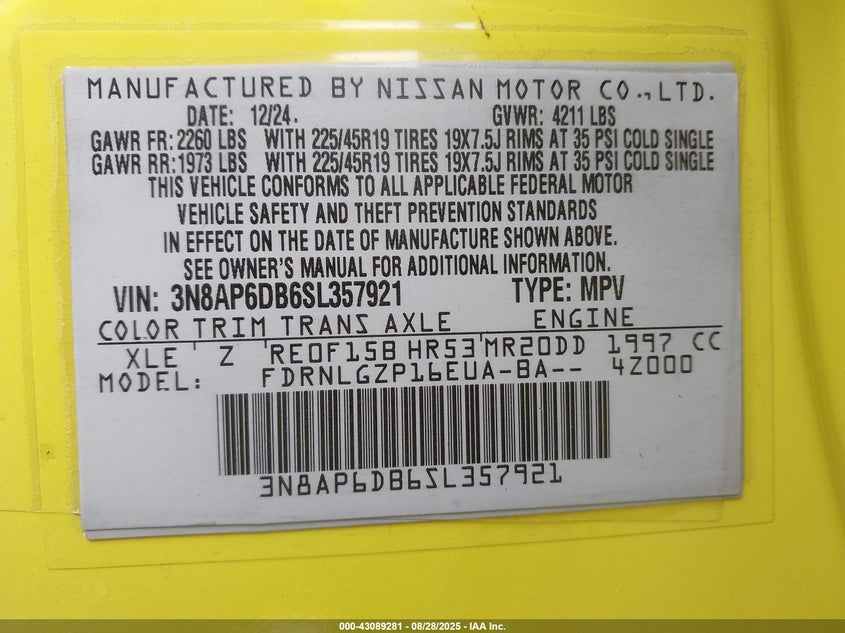 MANUFACTURED BY NISSAN MOTOR CO., LTD.
DATE: 12/24. GVWR: 4211 LBS
GAWR FR: 2260 LBS WITH 225/45R19 TIRES 19X7.5J RIMS AT 35 PSI COLD SINGLE
GAWR RR: 1973 LBS WITH 225/45R19 TIRES 19X7.5J RIMS AT 35 PSI COLD SINGLE
THIS VEHICLE CONFORMS TO ALL APPLICABLE FEDERAL MOTOR
VEHICLE SAFETY AND THEFT PREVENTION STANDARDS
IN EFFECT ON THE DATE OF MANUFACTURE SHOWN ABOVE.
SEE OWNER'S MANUAL FOR ADDITIONAL INFORMATION.
VIN: 3N8AP6DB6SL357921 TYPE: MPV
COLOR TRIM TRANS AXLE ENGINE
XLE Z RE0F15B HR53 MR20DD 1997 CC
MODEL: FDRNLGZP16EUA-BA-- 4Z000
3N8AP6DB6SL357921
000-43089281 - 08/28/2025 - IAA Inc.